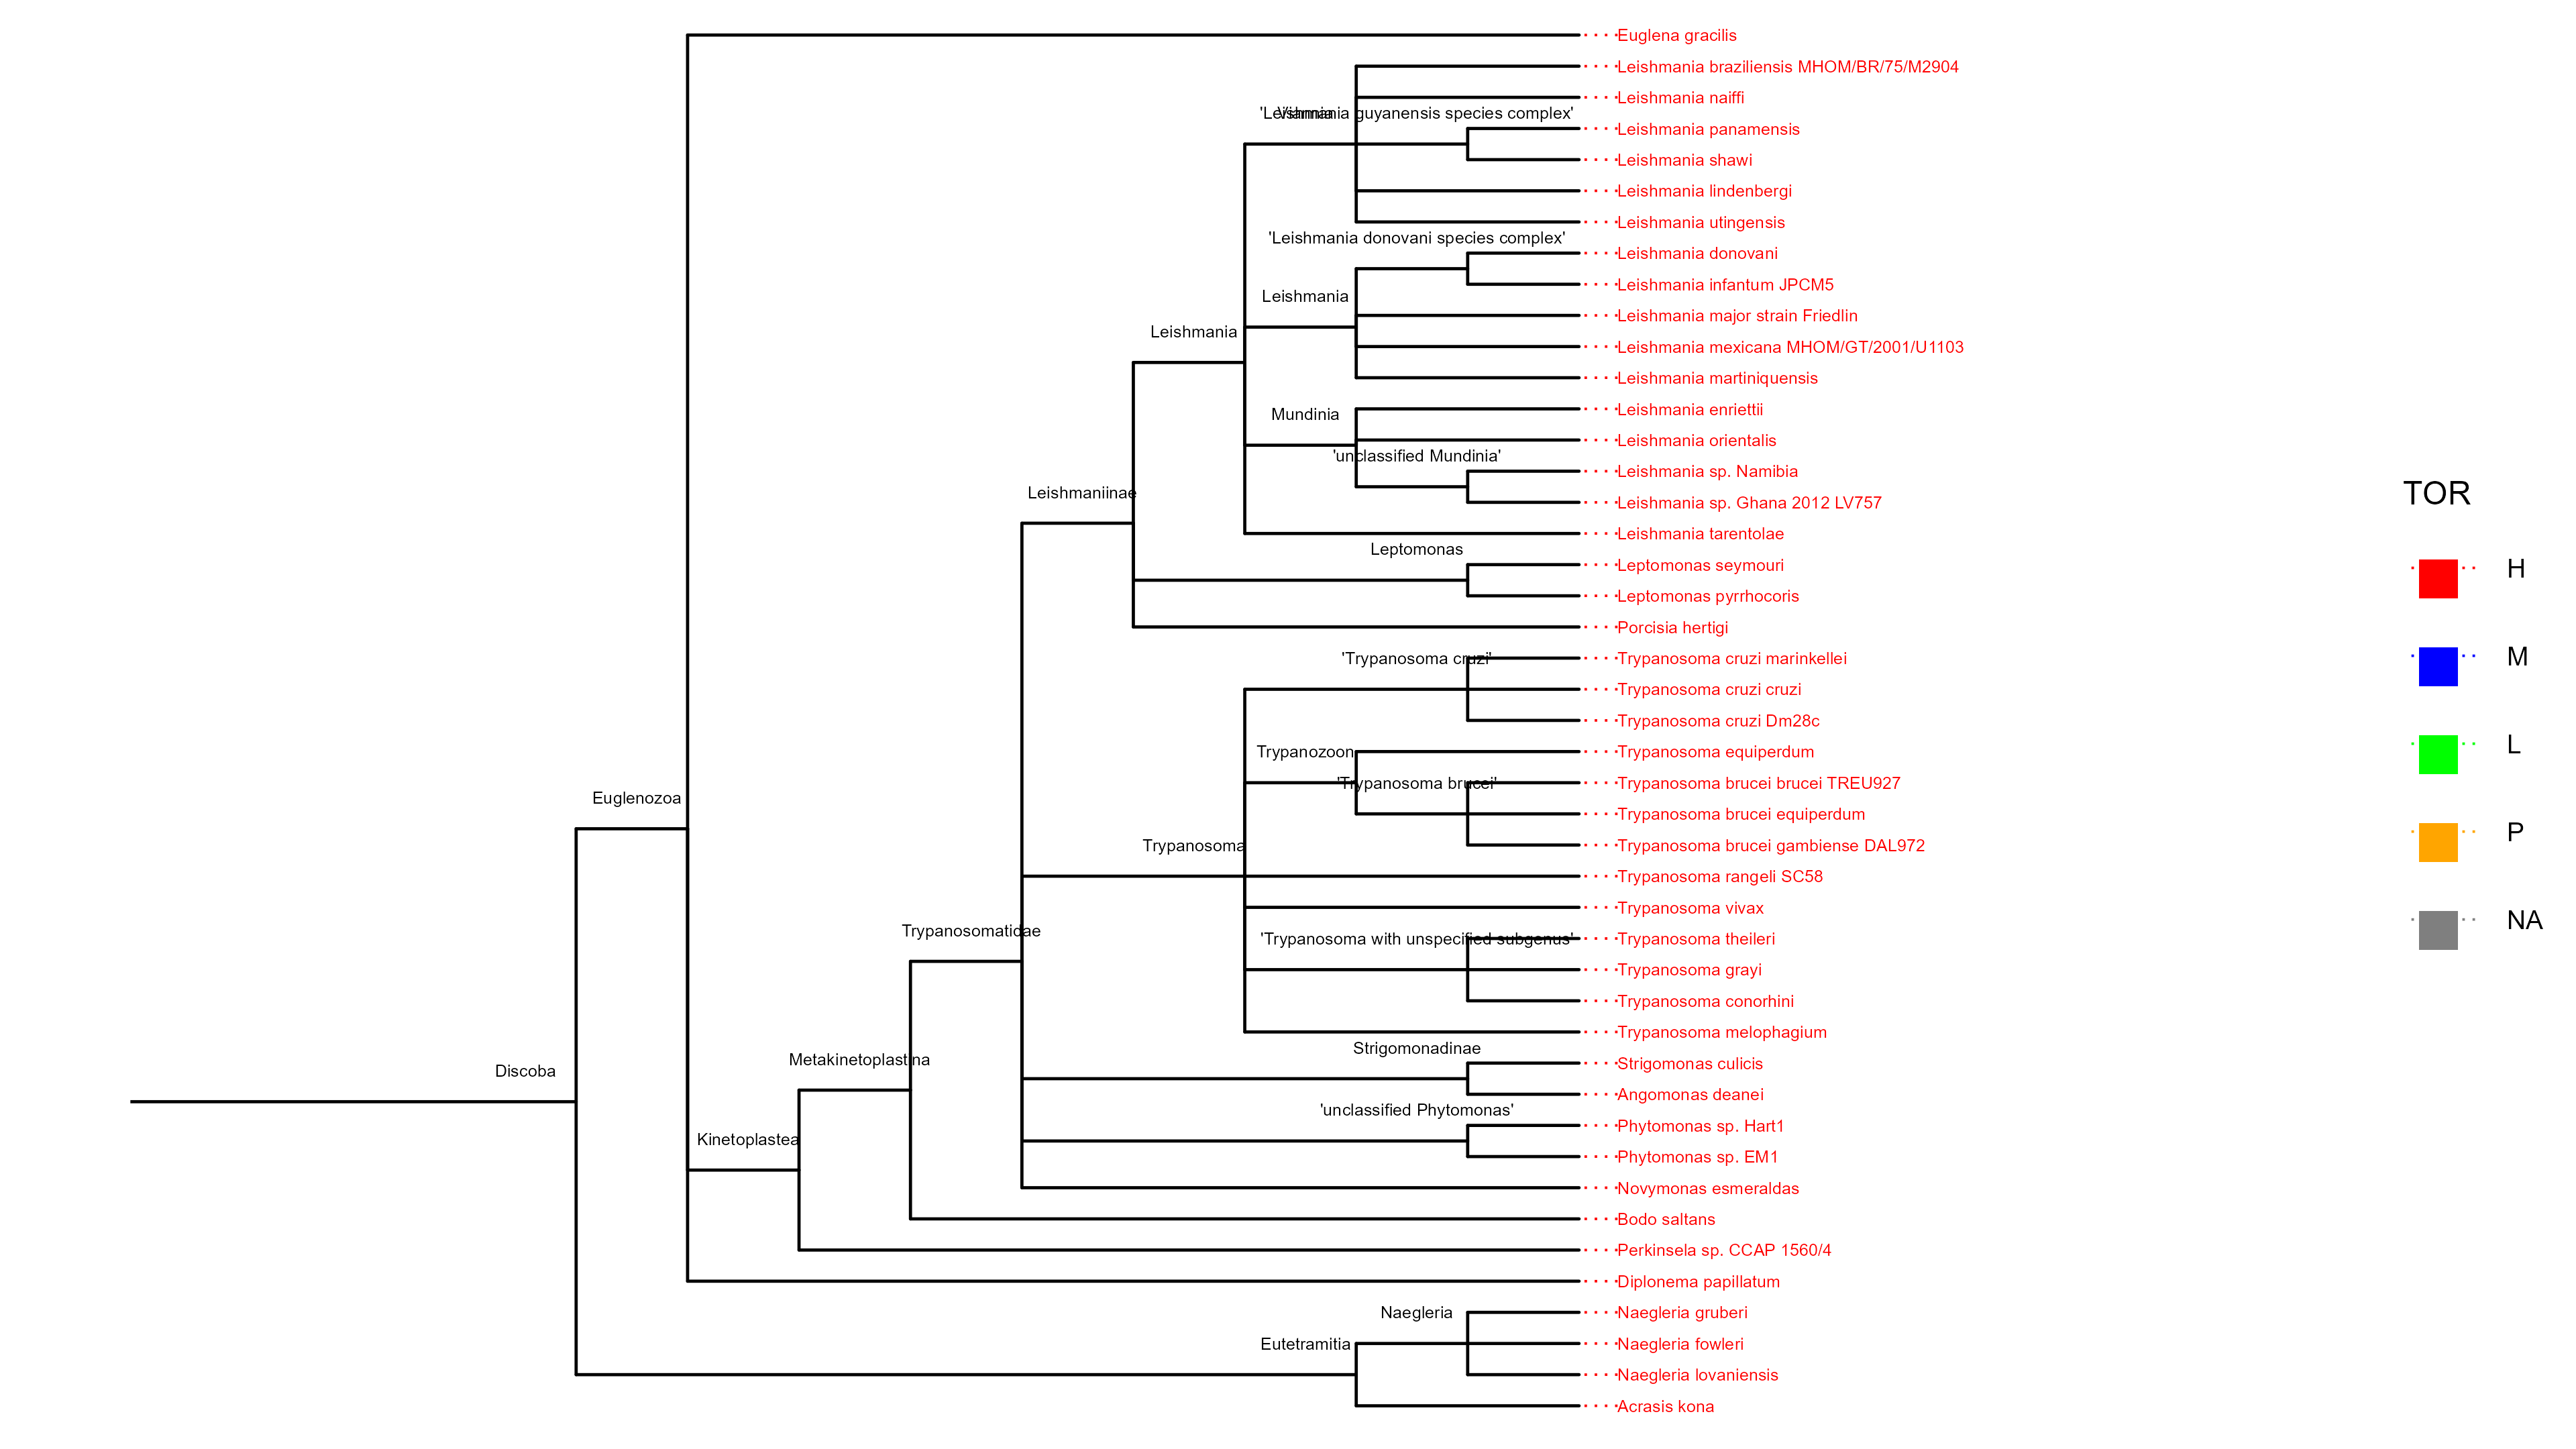 Euglena gracilis
Leishmania braziliensis MHOM/BR/75/M2904
Leishmania naiffi
'Leishmania guyanensis species complex'
Viannia
Leishmania panamensis
Leishmania shawi
Leishmania lindenbergi
Leishmania utingensis
'Leishmania donovani species complex'
Leishmania donovani
Leishmania infantum JPCM5
Leishmania
Leishmania major strain Friedlin
Leishmania
Leishmania mexicana MHOM/GT/2001/U1103
Leishmania martiniquensis
Mundinia
Leishmania enriettii
Leishmania orientalis
'unclassified Mundinia'
Leishmania sp. Namibia
Leishmaniinae
Leishmania sp. Ghana 2012 LV757
Leishmania tarentolae
Leptomonas
Leptomonas seymouri
Leptomonas pyrrhocoris
Porcisia hertigi
'Trypanosoma cruzi'
Trypanosoma cruzi marinkellei
Trypanosoma cruzi cruzi
Trypanosoma cruzi Dm28c
Trypanozoon
Trypanosoma equiperdum
'Trypanosoma brucei'
Trypanosoma brucei brucei TREU927
Euglenozoa
Trypanosoma brucei equiperdum
Trypanosoma
Trypanosoma brucei gambiense DAL972
Trypanosoma rangeli SC58
Trypanosoma vivax
Trypanosomatidae
'Trypanosoma with unspecified subgenus'
Trypanosoma theileri
Trypanosoma grayi
Trypanosoma conorhini
Trypanosoma melophagium
Strigomonadinae
Metakinetoplastina
Strigomonas culicis
Discoba
Angomonas deanei
'unclassified Phytomonas'
Phytomonas sp. Hart1
Kinetoplastea
Phytomonas sp. EM1
Novymonas esmeraldas
Bodo saltans
Perkinsela sp. CCAP 1560/4
Diplonema papillatum
Naegleria
Naegleria gruberi
Eutetramitia
Naegleria fowleri
Naegleria lovaniensis
Acrasis kona
TOR
H
M
L
P
NA